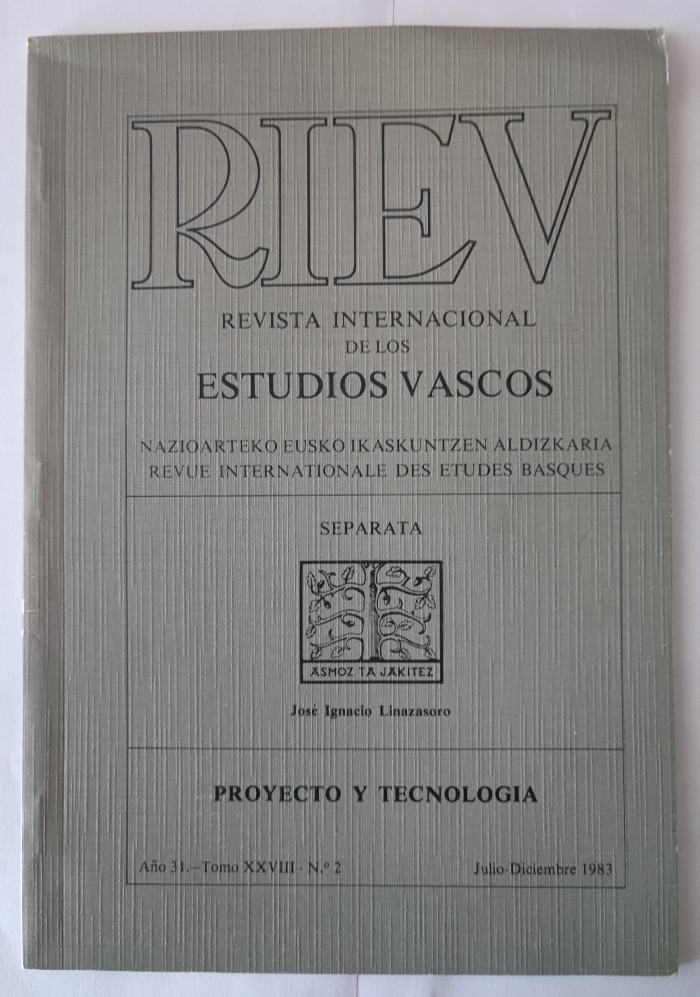 RIEV
REVISTA INTERNACIONAL
DE LOS
ESTUDIOS VASCOS
NAZIOARTEKO EUSKO IKASKUNTZEN ALDIZKARIA
REVUE INTERNATIONALE DES ETUDES BASQUES
SEPARATA
ASMOZ TA JAKITEZ
José Ignacio Linazasoro
PROYECTO Y TECNOLOGIA
Año 31.-Tomo XXVIII - N.º 2
Julio-Diciembre 1983